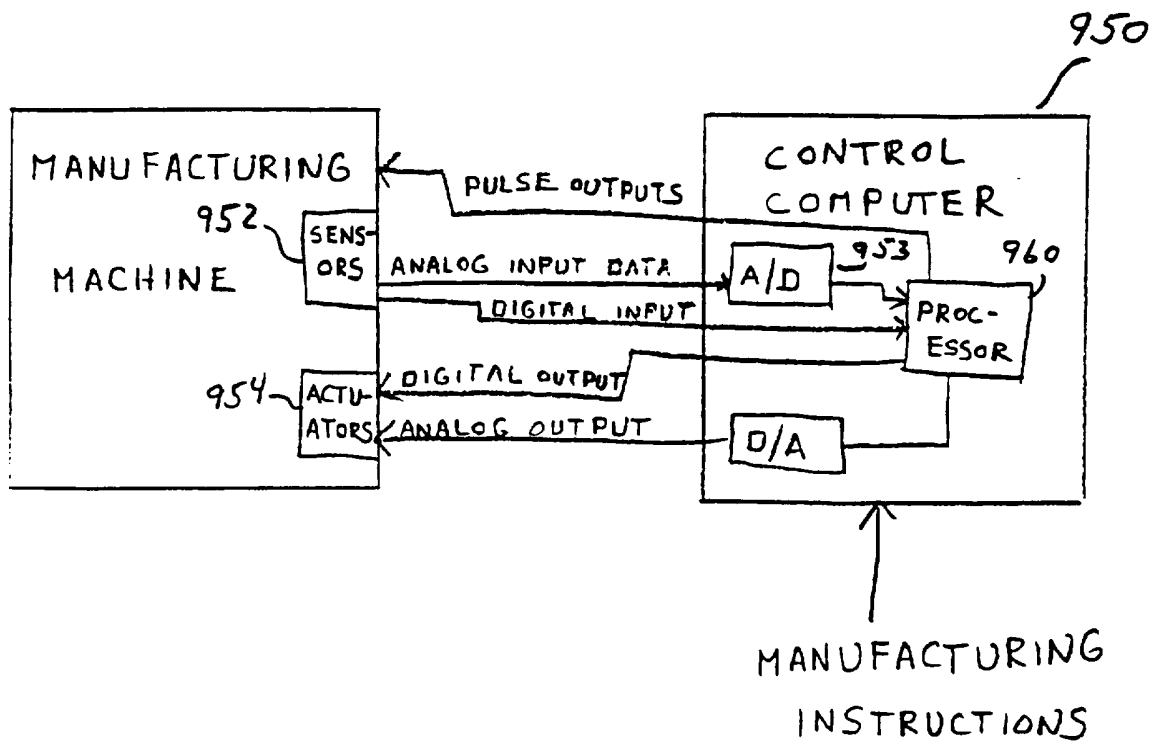 950
MANUFACTURING
MACHINE
952
SENS-
ORS
954
ACTU-
ATORS
PULSE OUTPUTS
ANALOG INPUT DATA
DIGITAL INPUT
DIGITAL OUTPUT
ANALOG OUTPUT
CONTROL
COMPUTER
A/D
953
960
PROC-
ESSOR
D/A
MANUFACTURING
INSTRUCTIONS